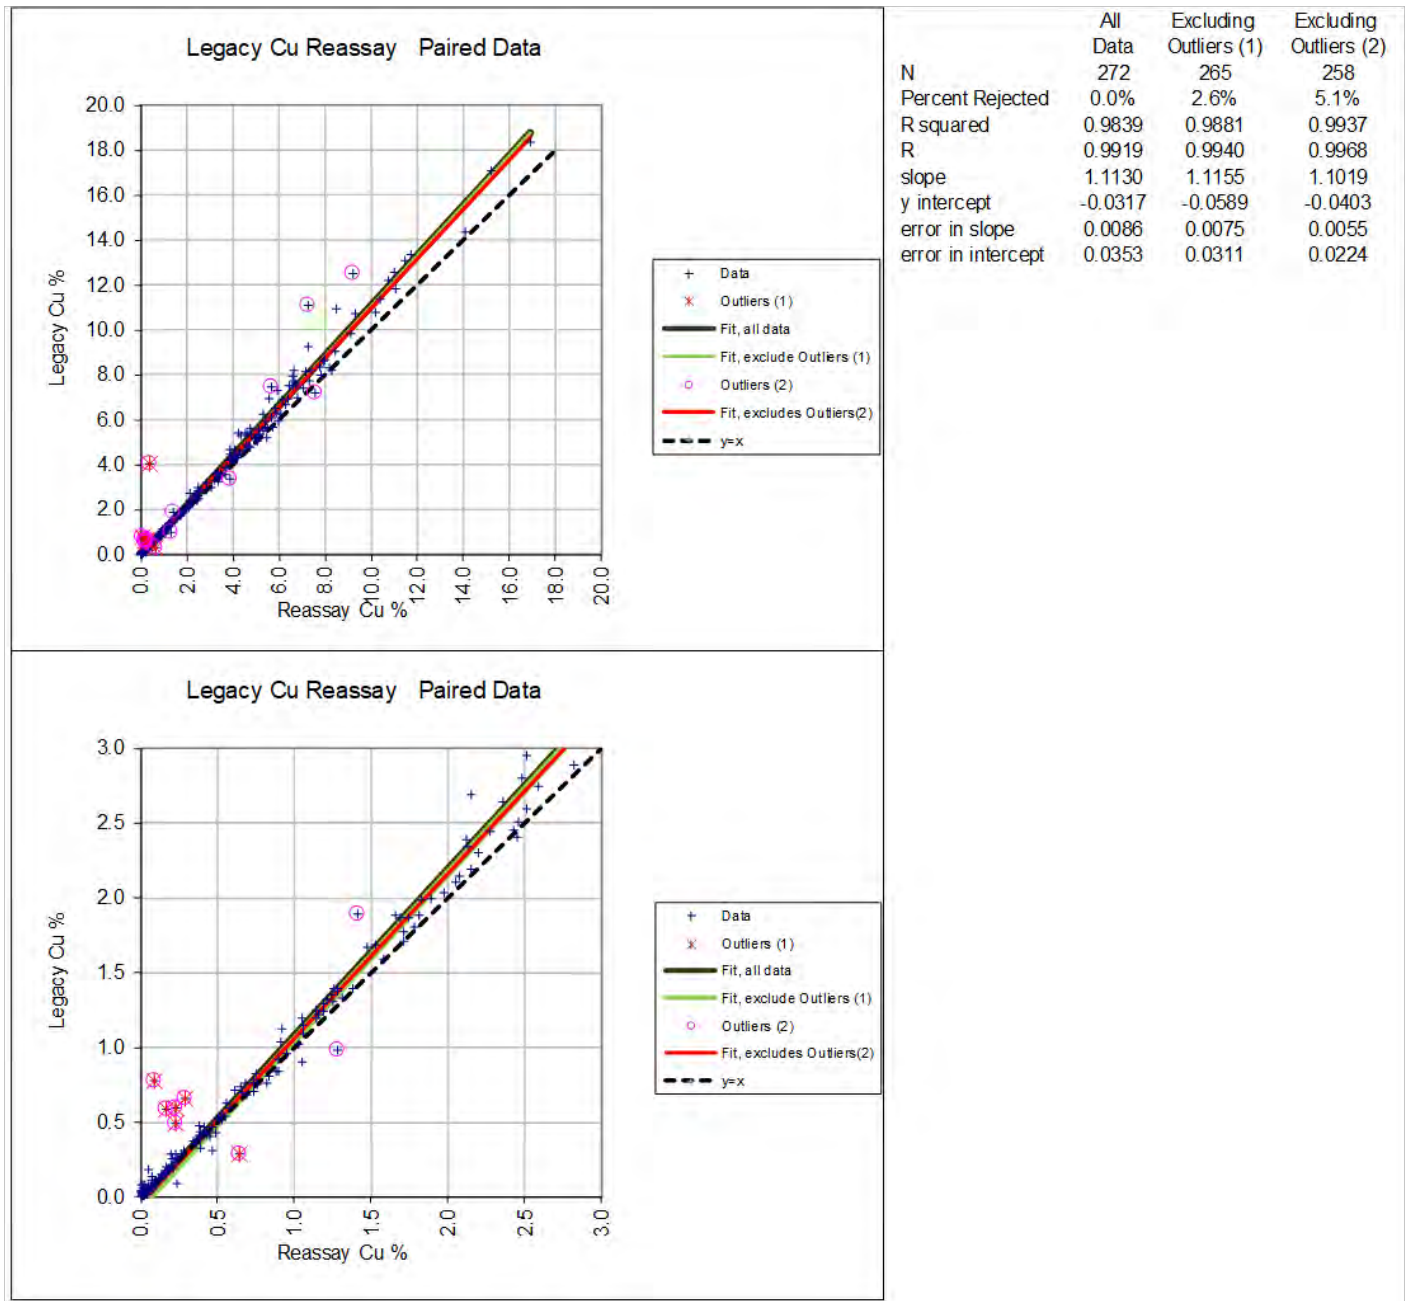 Legacy Cu Reassay Paired Data
20.0
18.0
16.0
14.0
12.0
10.0
8.0
6.0
4.0
2.0
0.0
Legacy Cu %
0.0 2.0 4.0 6.0 8.0 10.0 12.0 14.0 16.0 18.0 20.0
Reassay Cu %
Data
Outliers (1)
Fit, all data
Fit, exclude Outliers (1)
Outliers (2)
Fit, excludes Outliers(2)
y=x
All Excluding Excluding
Data Outliers (1) Outliers (2)
N 272 265 258
Percent Rejected 0.0% 2.6% 5.1%
R squared 0.9839 0.9881 0.9937
R 0.9919 0.9940 0.9968
slope 1.1130 1.1155 1.1019
y intercept -0.0317 -0.0589 -0.0403
error in slope 0.0086 0.0075 0.0055
error in intercept 0.0353 0.0311 0.0224
Legacy Cu Reassay Paired Data
3.0
2.5
2.0
1.5
1.0
0.5
0.0
Legacy Cu %
0.0 0.5 1.0 1.5 2.0 2.5 3.0
Reassay Cu %
Data
Outliers (1)
Fit, all data
Fit, exclude Outliers (1)
Outliers (2)
Fit, excludes Outliers(2)
y=x